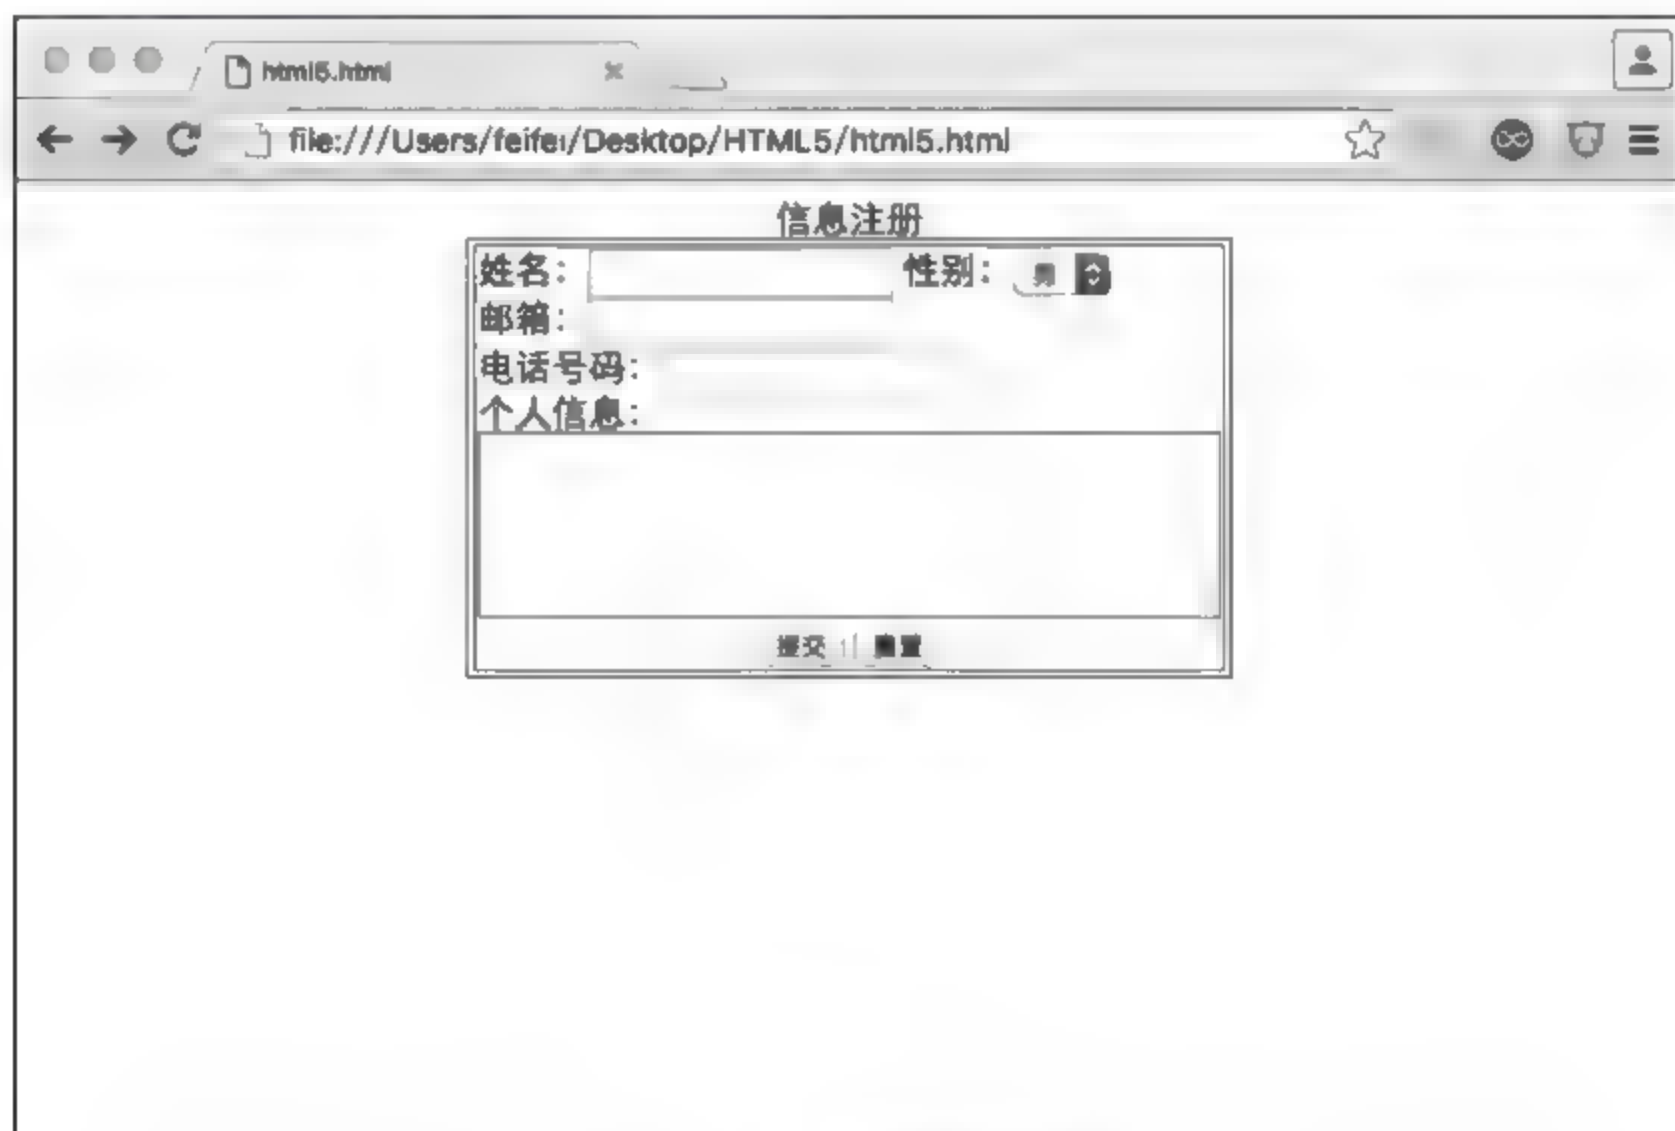 html5.html
file:///Users/feifei/Desktop/HTML5/html5.html
信息注册
姓名： 性别： 男
邮箱：
电话号码：
个人信息：
提交 重置